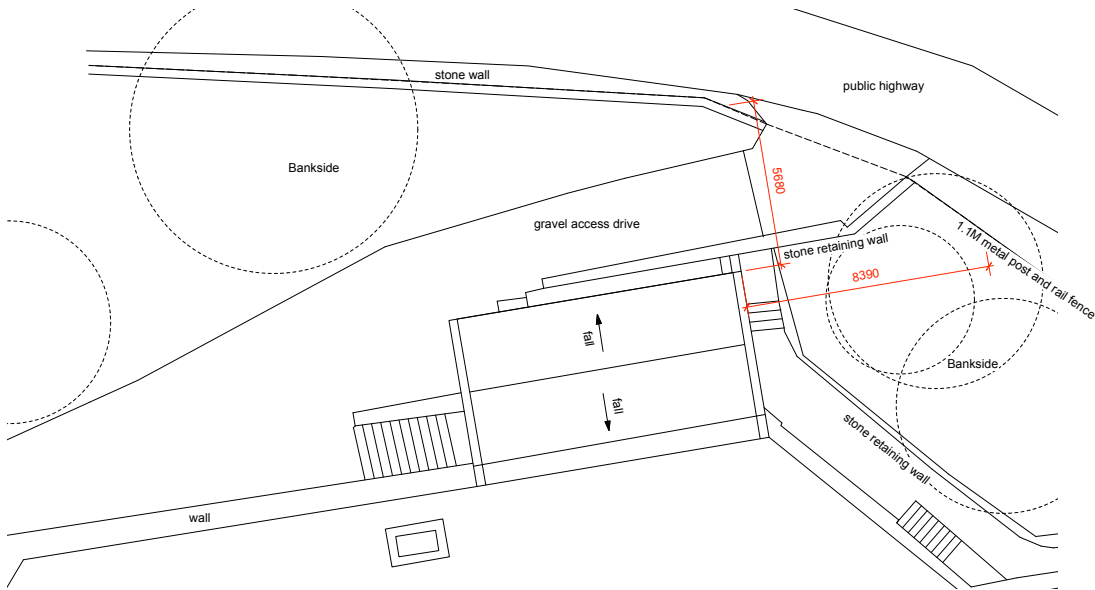 stone wall
public highway
Bankside
5680
gravel access drive
stone retaining wall
1.1M metal post and rail fence
8390
fall
Bankside
fall
stone retaining wall
wall